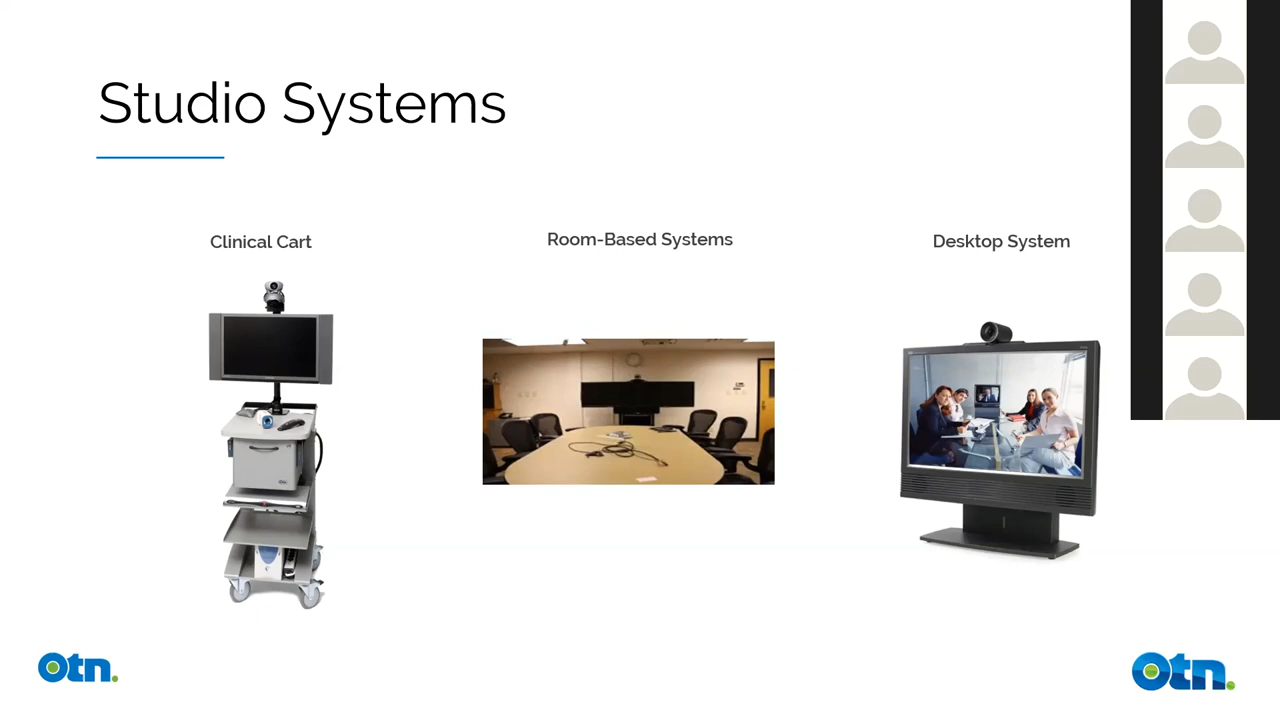 Studio Systems
Clinical Cart
Room-Based Systems
Desktop System
Otn.
Otn.